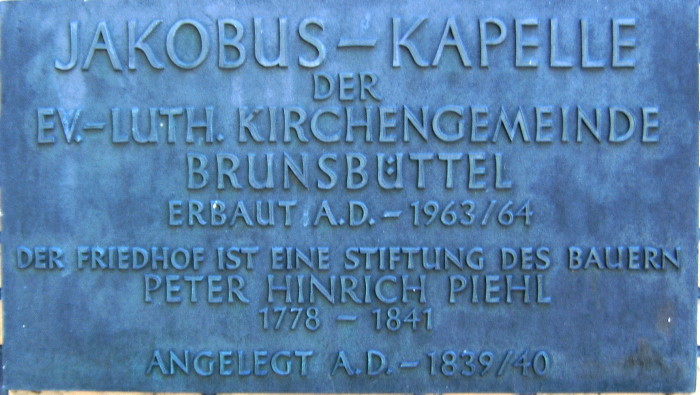 JAKOBUS – KAPELLE
DER
EV.–LUTH. KIRCHENGEMEINDE
BRUNSBÜTTEL
ERBAUT A.D. – 1963/64
DER FRIEDHOF IST EINE STIFTUNG DES BAUERN
PETER HINRICH PIEHL
1778 – 1841
ANGELEGT A.D. – 1839/40